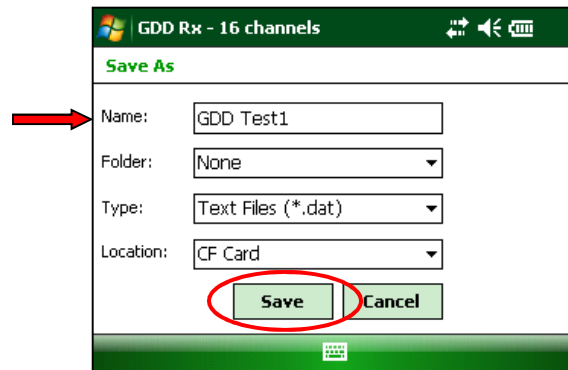 GDD Rx - 16 channels
Save As
Name: GDD Test1
Folder: None
Type: Text Files (*.dat)
Location: CF Card
Save Cancel